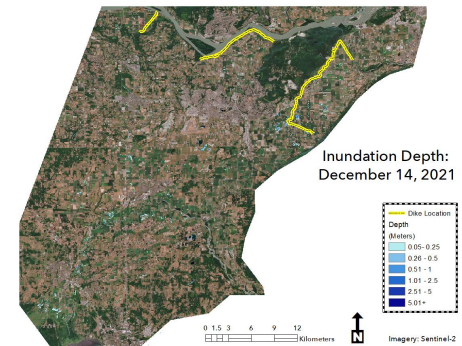 Inundation Depth:
December 14, 2021
Dike Location
Depth
(Meters)
0.05- 0.25
0.26 - 0.5
0.51 - 1
1.01 - 2.5
2.51 - 5
5.01+
0 1.5 3 6 9 12
Kilometers
N
Imagery: Sentinel-2